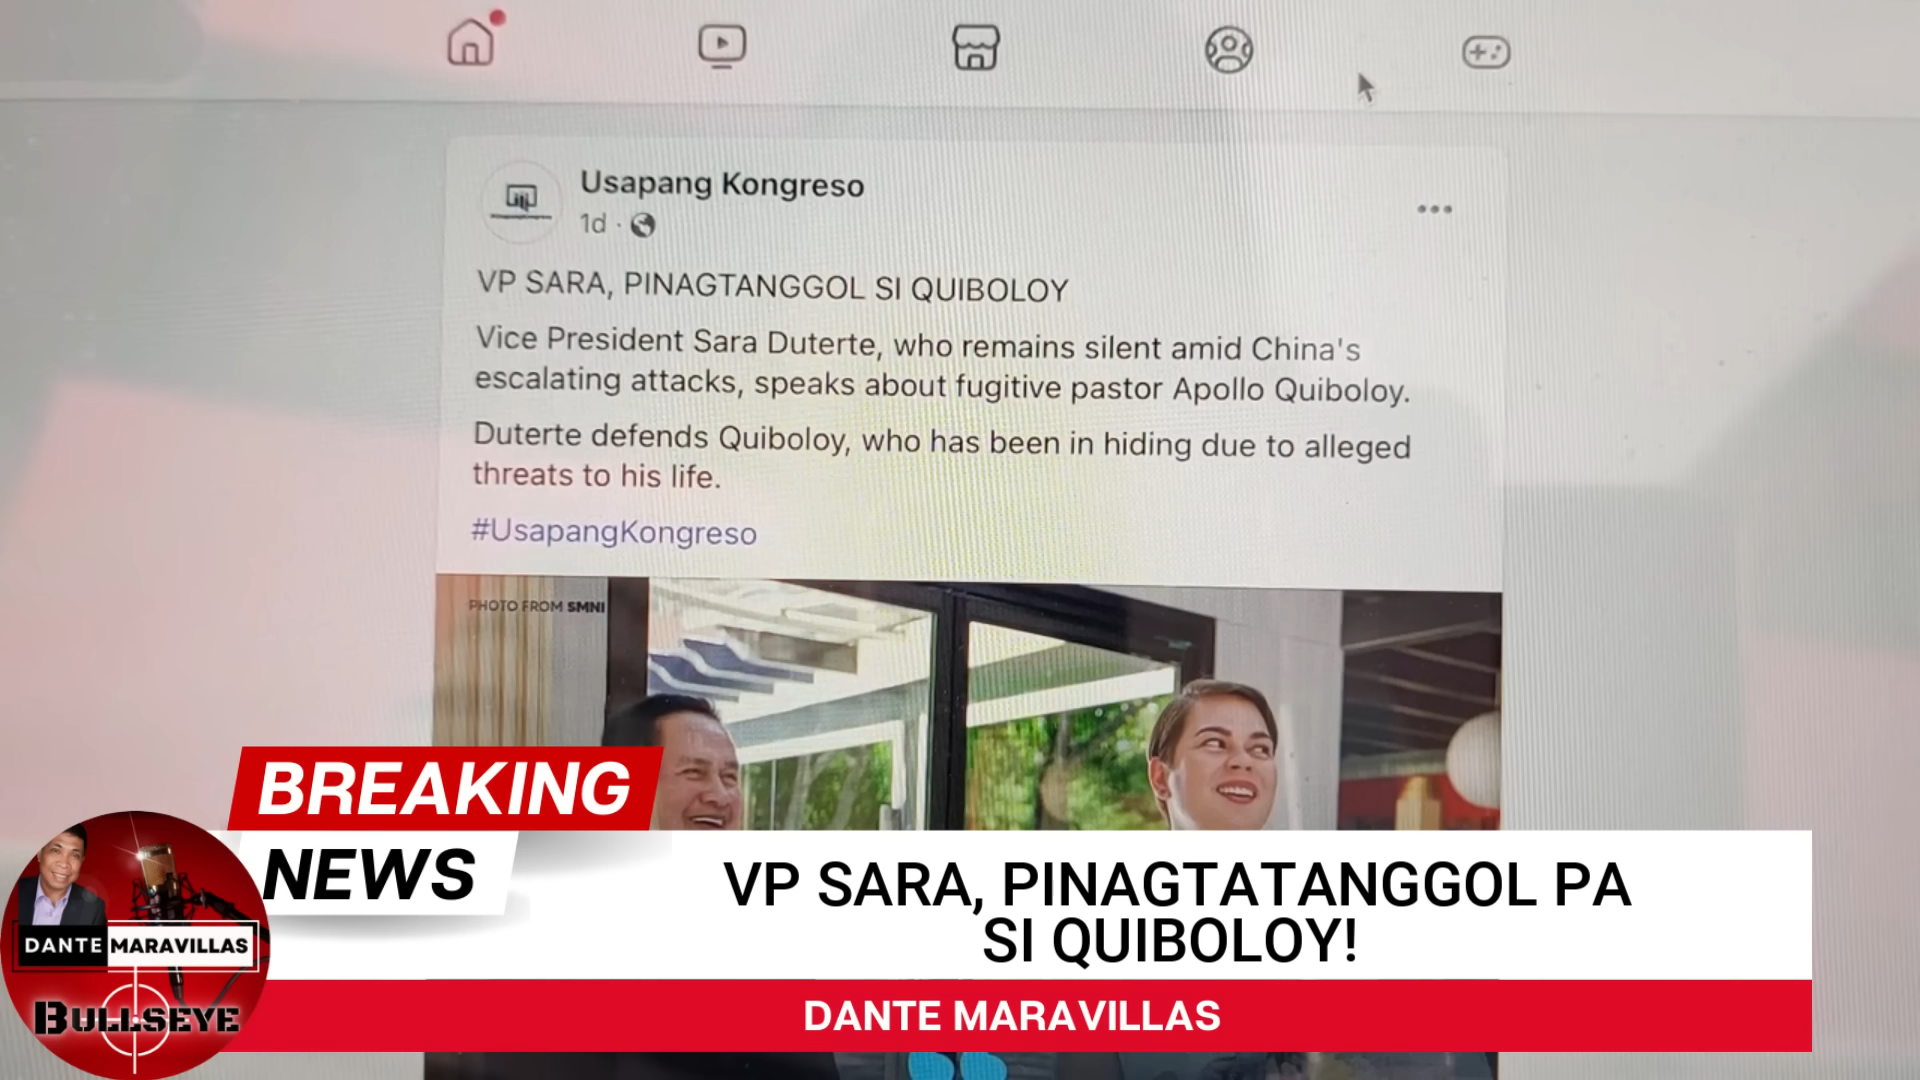 Usapang Kongreso
1d ·
VP SARA, PINAGTANGGOL SI QUIBOLOY
Vice President Sara Duterte, who remains silent amid China's
escalating attacks, speaks about fugitive pastor Apollo Quiboloy.
Duterte defends Quiboloy, who has been in hiding due to alleged
threats to his life.
#UsapangKongreso
PHOTO FROM SMNI
BREAKING
NEWS
VP SARA, PINAGTATANGGOL PA
SI QUIBOLOY!
DANTE MARAVILLAS
DANTE MARAVILLAS
BULLSEYE